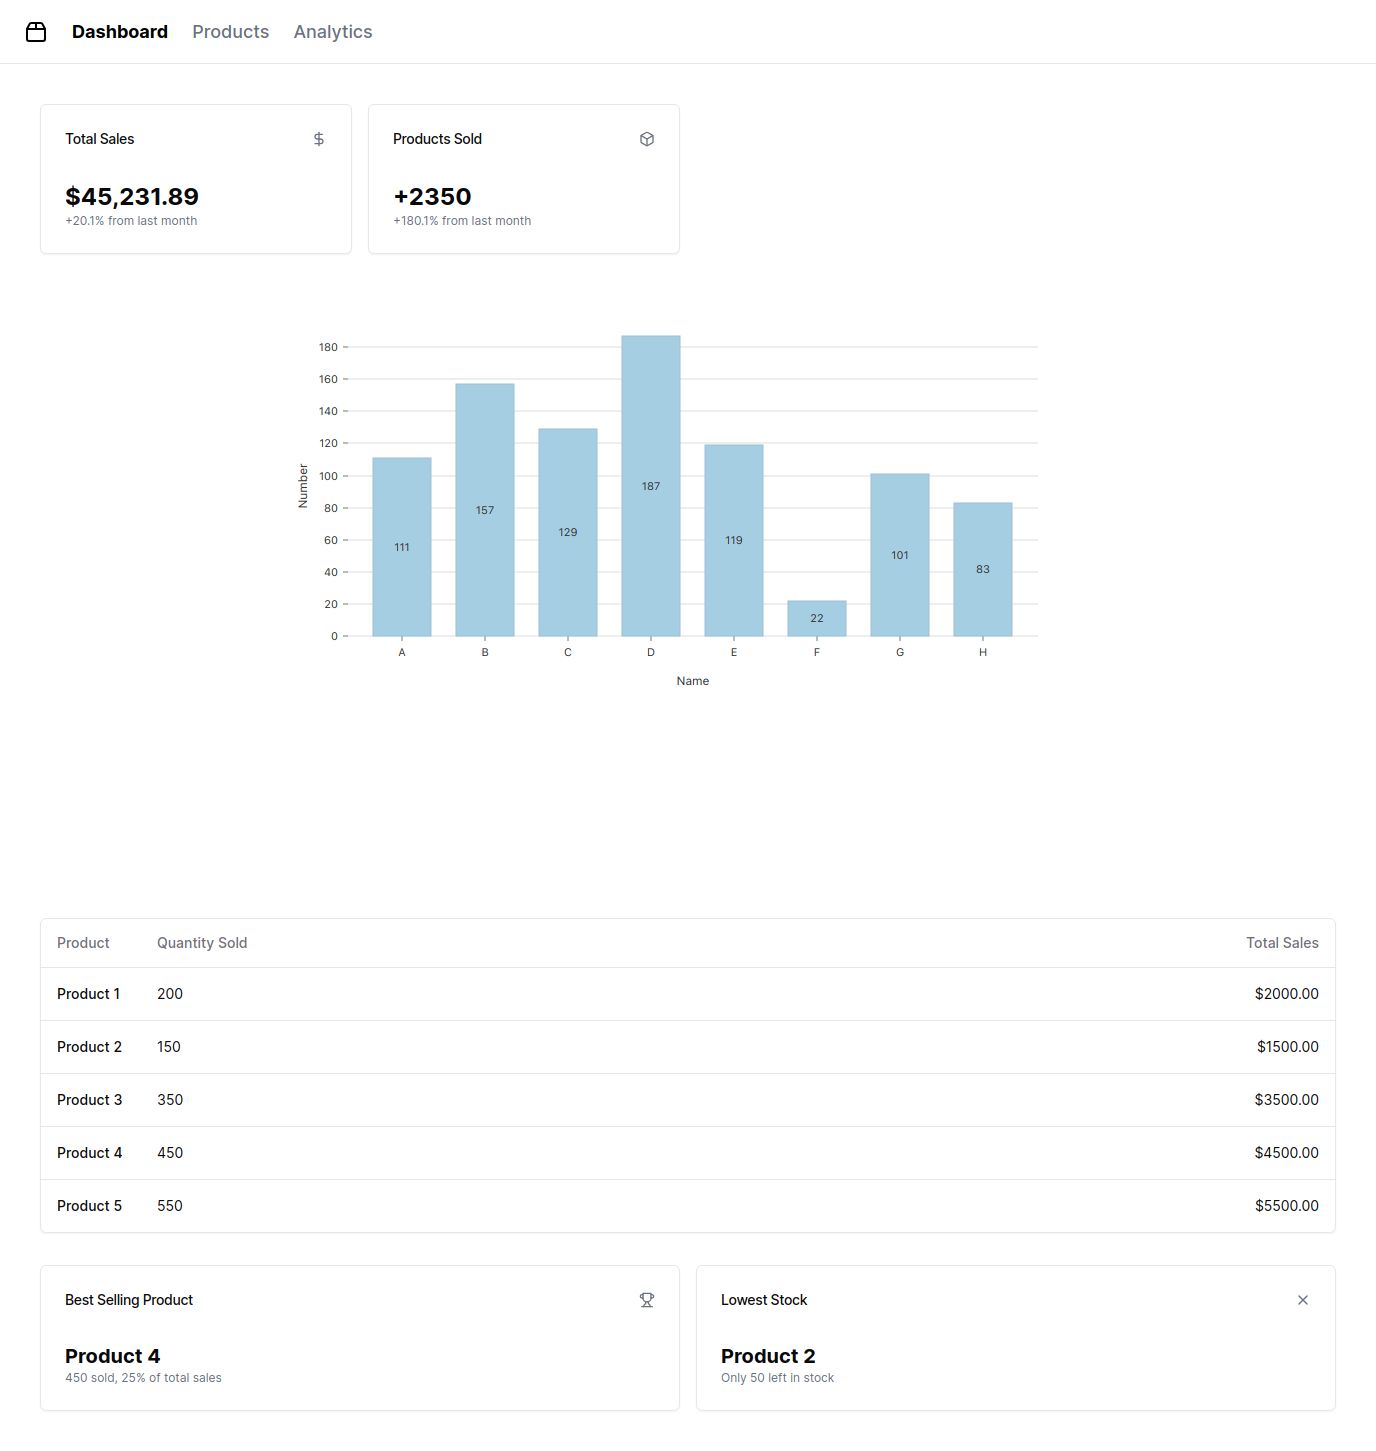 Dashboard Products Analytics
Total Sales
$45,231.89
+20.1% from last month
Products Sold
+2350
+180.1% from last month
Number
180
160
140
120
100
80
60
40
20
0
111
157
129
187
119
22
101
83
A B C D E F G H
Name
Product Quantity Sold Total Sales
Product 1 200 $2000.00
Product 2 150 $1500.00
Product 3 350 $3500.00
Product 4 450 $4500.00
Product 5 550 $5500.00
Best Selling Product
Product 4
450 sold, 25% of total sales
Lowest Stock
Product 2
Only 50 left in stock